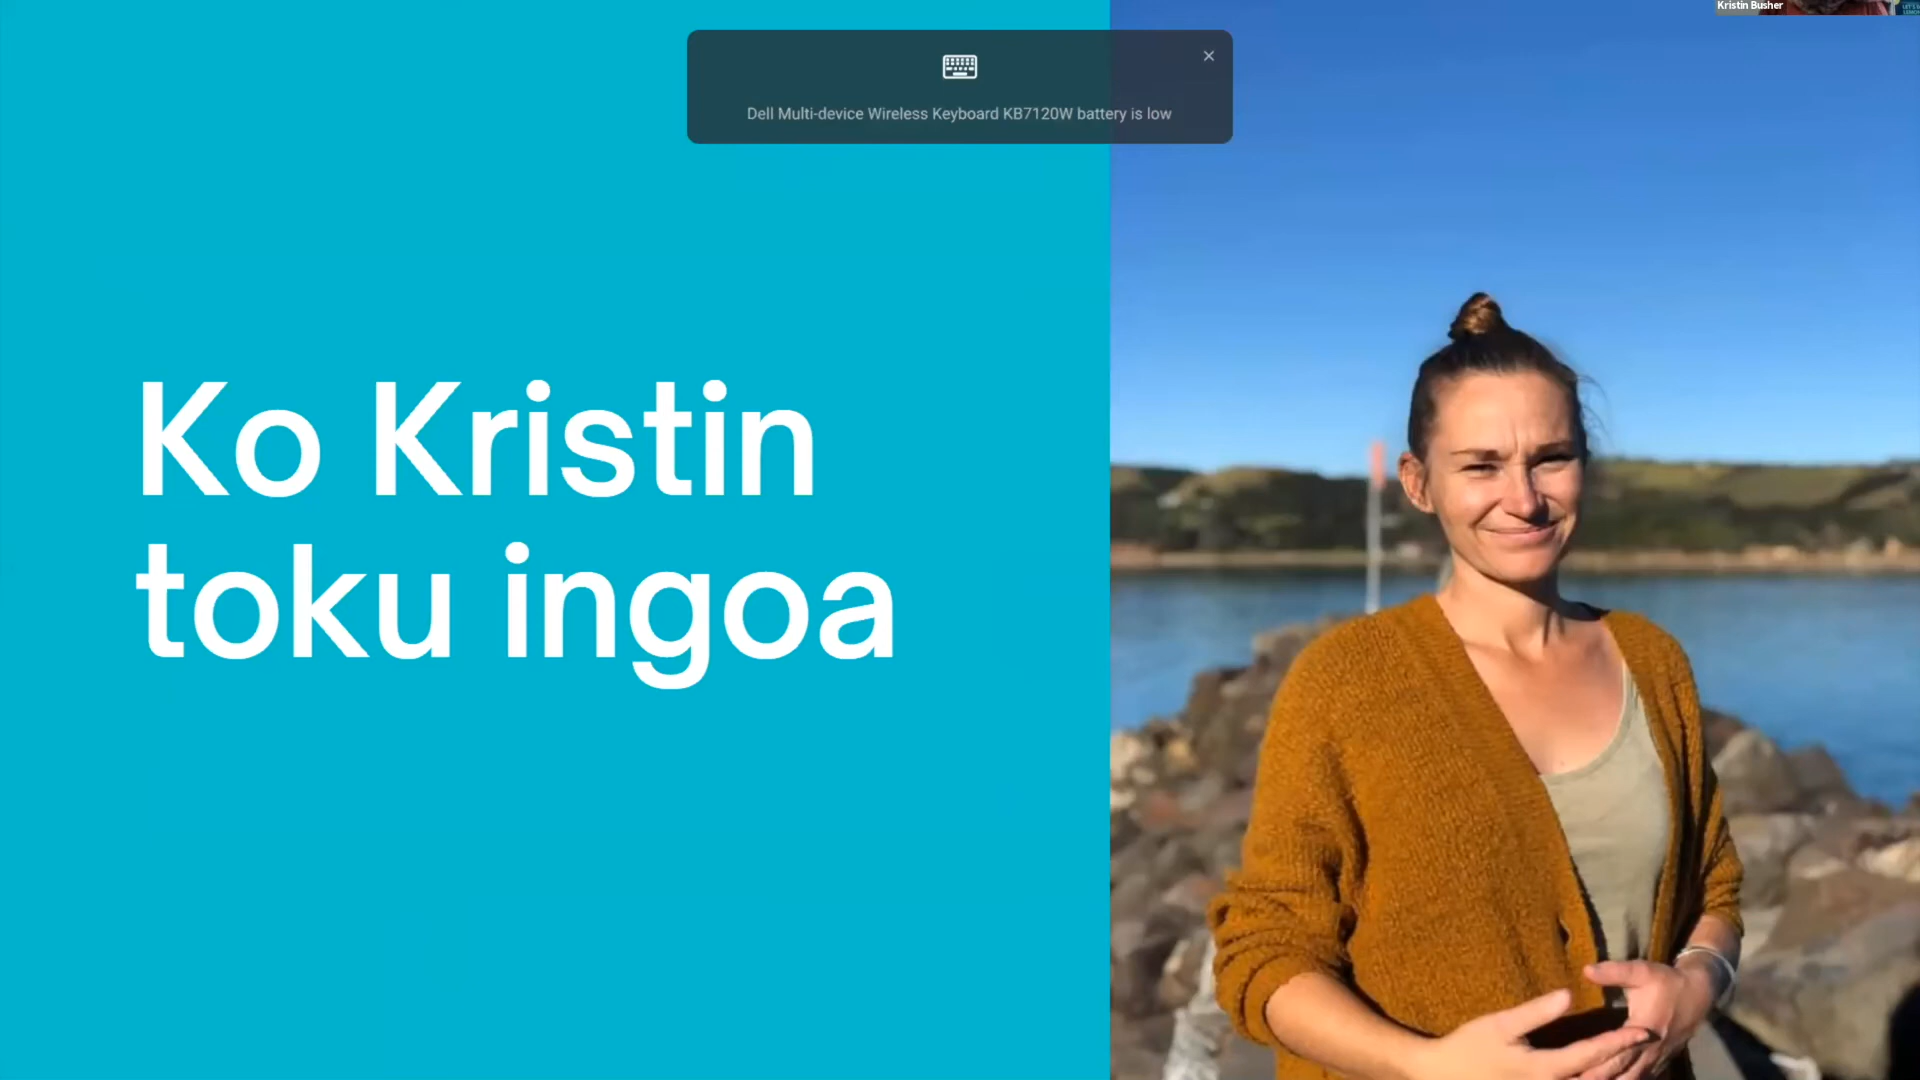 Kristin Busher
Dell Multi-device Wireless Keyboard KB7120W battery is low
Ko Kristin
toku ingoa